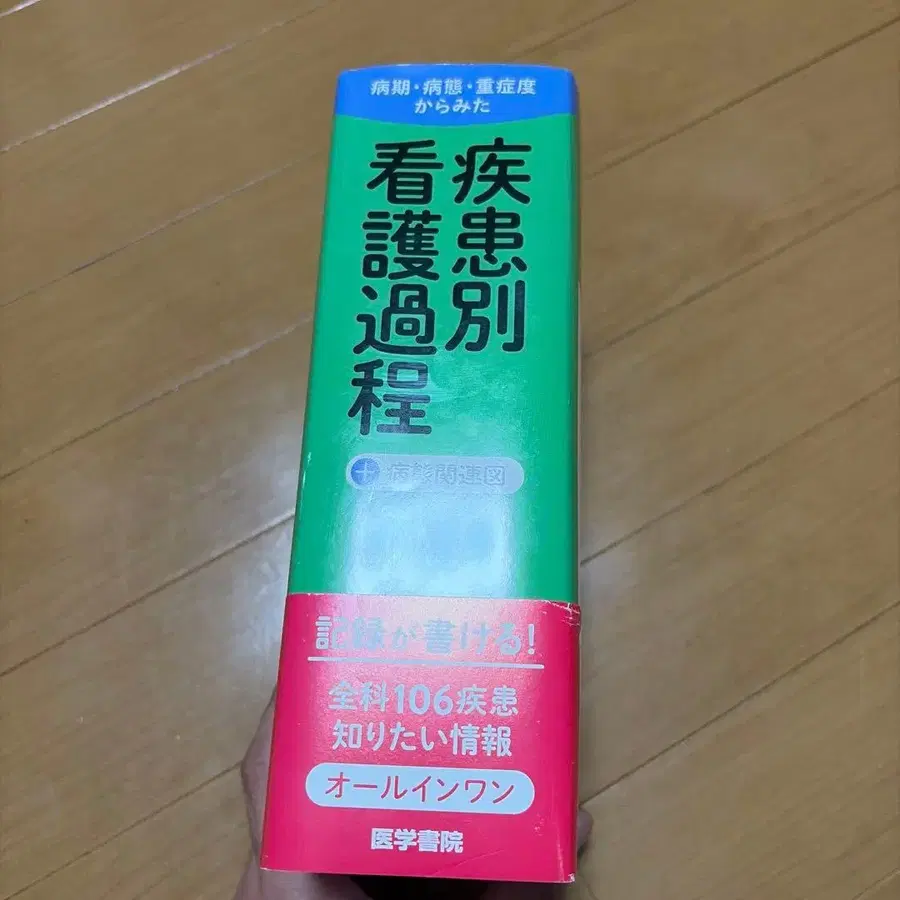 病期・病態・重症度
からみた
疾患別
看護過程
+病態関連図
記録が書ける!
全科106疾患
知りたい情報
オールインワン
医学書院